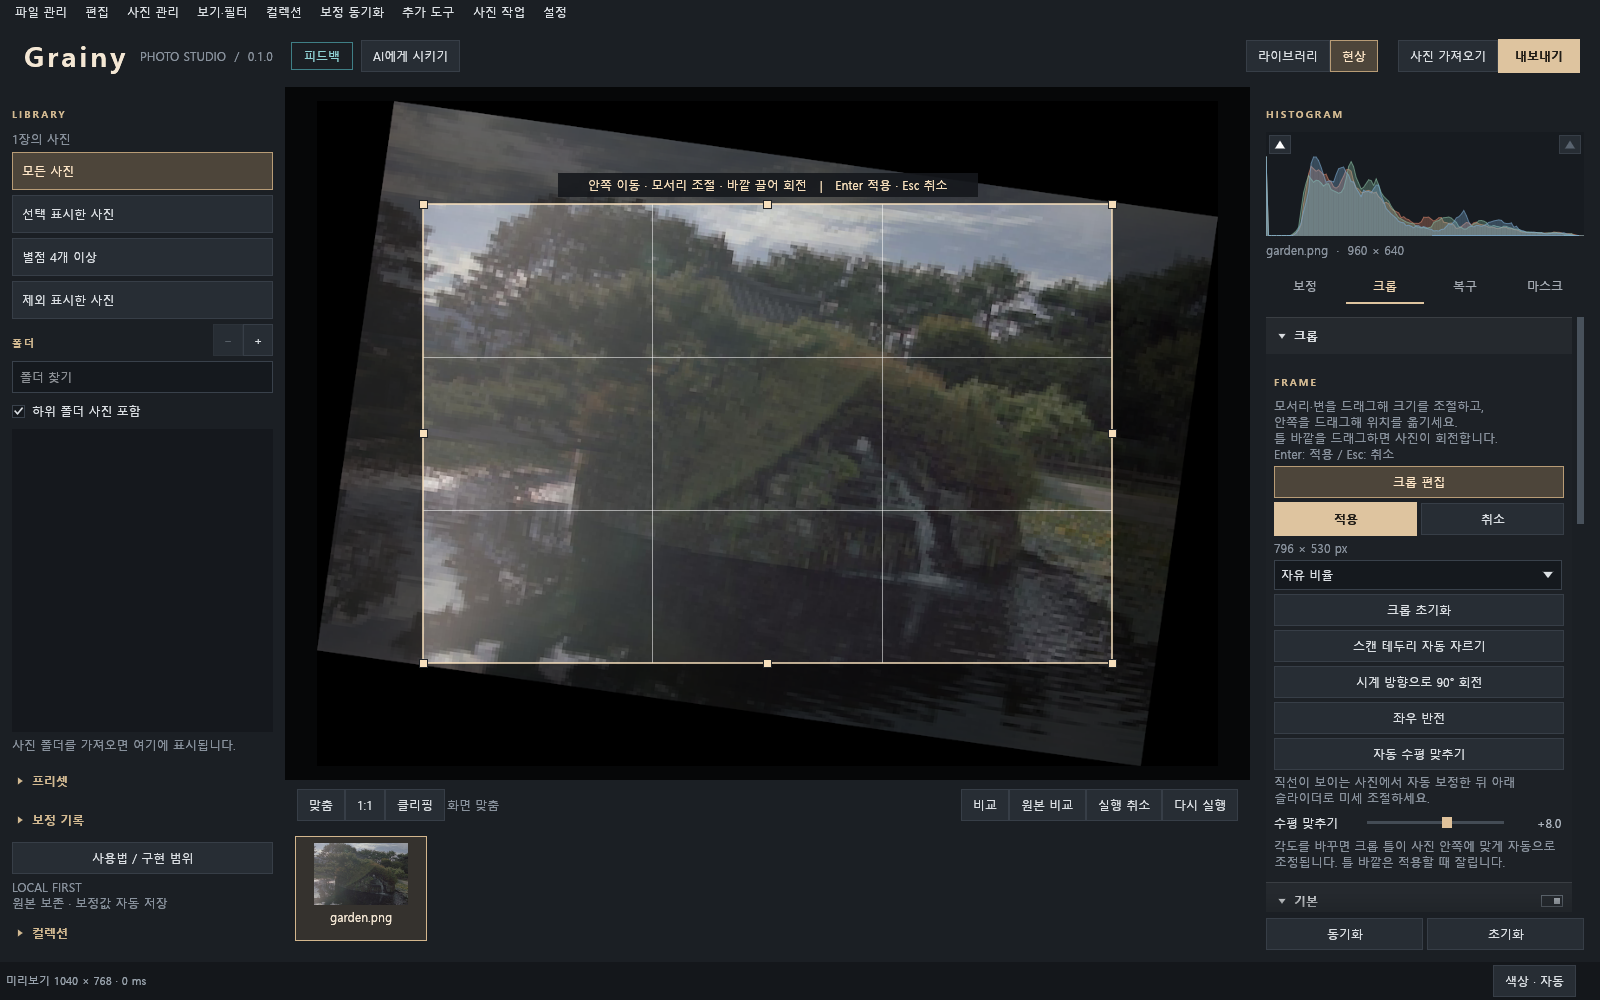 파일 관리 편집 사진 관리 보기·필터 컬렉션 보정 동기화 추가 도구 사진 작업 설정
Grainy PHOTO STUDIO / 0.1.0 피드백 AI에게 시키기 라이브러리 현상 사진 가져오기 내보내기
LIBRARY
1장의 사진
모든 사진
선택 표시한 사진
별점 4개 이상
제외 표시한 사진
폴더 − +
폴더 찾기
하위 폴더 사진 포함
사진 폴더를 가져오면 여기에 표시됩니다.
프리셋
보정 기록
사용법 / 구현 범위
LOCAL FIRST
원본 보존 · 보정값 자동 저장
컬렉션
안쪽 이동 · 모서리 조절 · 바깥 끌어 회전 | Enter 적용 · Esc 취소
맞춤 1:1 클리핑 화면 맞춤 비교 원본 비교 실행 취소 다시 실행
garden.png
HISTOGRAM
garden.png · 960 × 640
보정 크롭 복구 마스크
크롭
FRAME
모서리·변을 드래그해 크기를 조절하고,
안쪽을 드래그해 위치를 옮기세요.
틀 바깥을 드래그하면 사진이 회전합니다.
Enter: 적용 / Esc: 취소
크롭 편집
적용 취소
796 × 530 px
자유 비율
크롭 초기화
스캔 테두리 자동 자르기
시계 방향으로 90° 회전
좌우 반전
자동 수평 맞추기
직선이 보이는 사진에서 자동 보정한 뒤 아래
슬라이더로 미세 조절하세요.
수평 맞추기 +8.0
각도를 바꾸면 크롭 틀이 사진 안쪽에 맞게 자동으로
조정됩니다. 틀 바깥은 적용할 때 잘립니다.
기본
동기화 초기화
미리보기 1040 × 768 · 0 ms 색상 · 자동